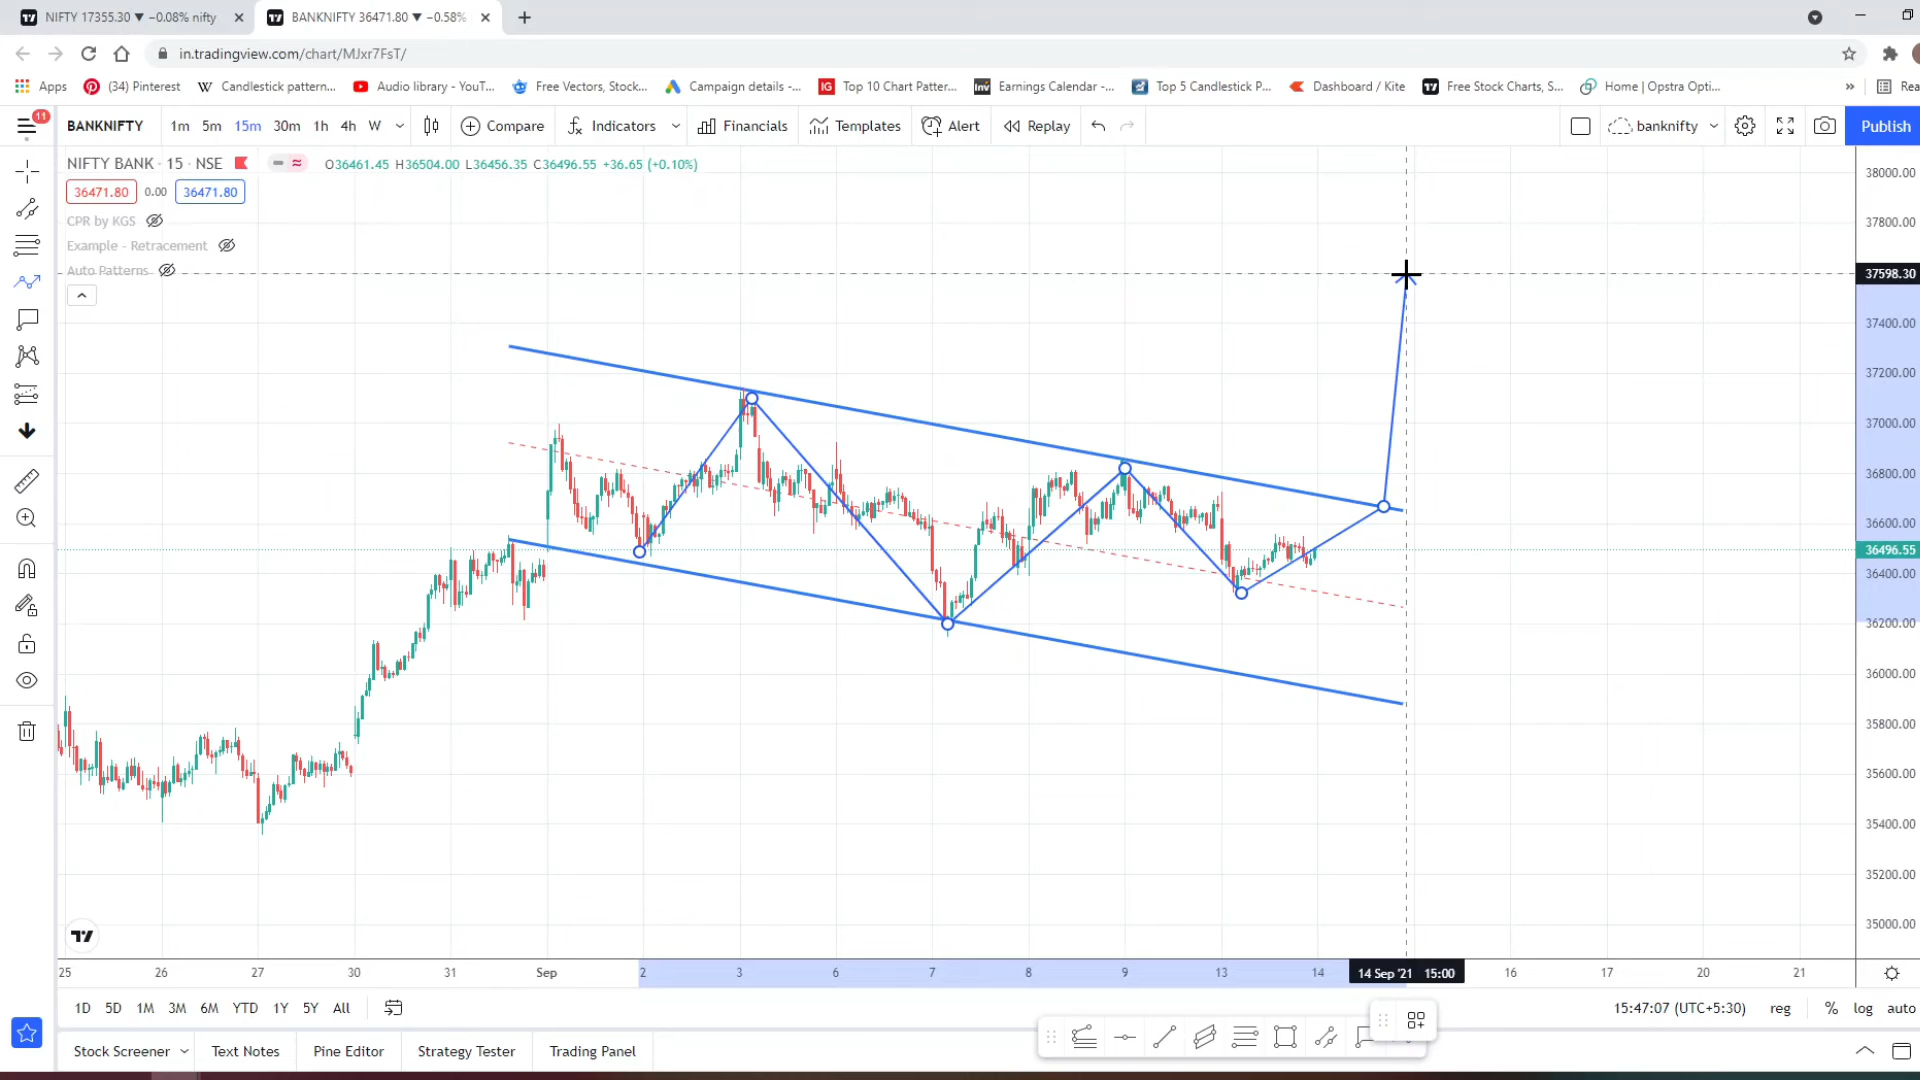 NIFTY 17355.30 ▼ −0.08% nifty
BANKNIFTY 36471.80 ▼ −0.58%
in.tradingview.com/chart/MJxr7FsT/
Apps (34) Pinterest Candlestick pattern... Audio library - YouT... Free Vectors, Stock... Campaign details -... Top 10 Chart Patter... Earnings Calendar -... Top 5 Candlestick P... Dashboard / Kite Free Stock Charts, S... Home | Opstra Opti... » Rea
11
BANKNIFTY 1m 5m 15m 30m 1h 4h W Compare Indicators Financials Templates Alert Replay banknifty Publish
NIFTY BANK · 15 · NSE O36461.45 H36504.00 L36456.35 C36496.55 +36.65 (+0.10%)
36471.80 0.00 36471.80
CPR by KGS
Example - Retracement
Auto Patterns
38000.00
37800.00
37598.30
37400.00
37200.00
37000.00
36800.00
36600.00
36496.55
36400.00
36200.00
36000.00
35800.00
35600.00
35400.00
35200.00
35000.00
25 26 27 30 31 Sep 2 3 6 7 8 9 13 14 14 Sep '21 15:00 16 17 20 21
1D 5D 1M 3M 6M YTD 1Y 5Y All 15:47:07 (UTC+5:30) reg % log auto
Stock Screener Text Notes Pine Editor Strategy Tester Trading Panel